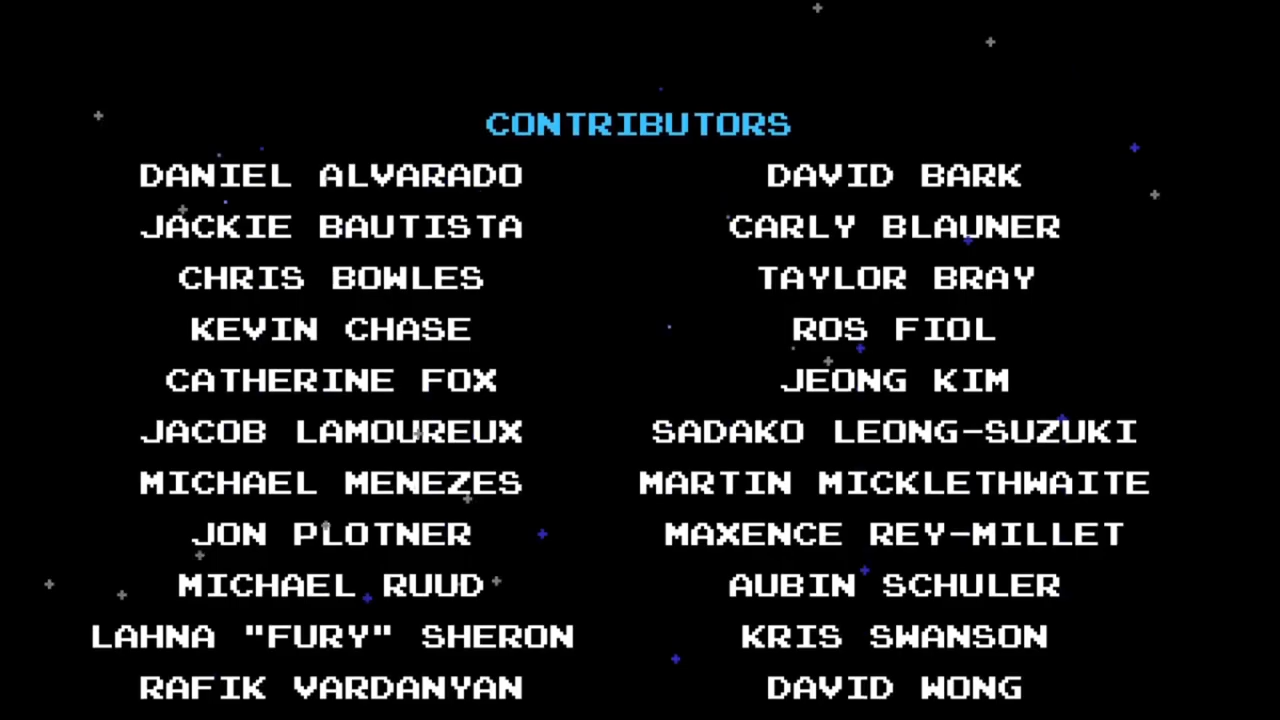 CONTRIBUTORS
DANIEL ALVARADO DAVID BARK
JACKIE BAUTISTA CARLY BLAUNER
CHRIS BOWLES TAYLOR BRAY
KEVIN CHASE ROS FIOL
CATHERINE FOX JEONG KIM
JACOB LAMOUREUX SADAKO LEONG-SUZUKI
MICHAEL MENEZES MARTIN MICKLETHWAITE
JON PLOTNER MAXENCE REY-MILLET
MICHAEL RUUD AUBIN SCHULER
LAHNA "FURY" SHERON KRIS SWANSON
RAFIK VARDANYAN DAVID WONG